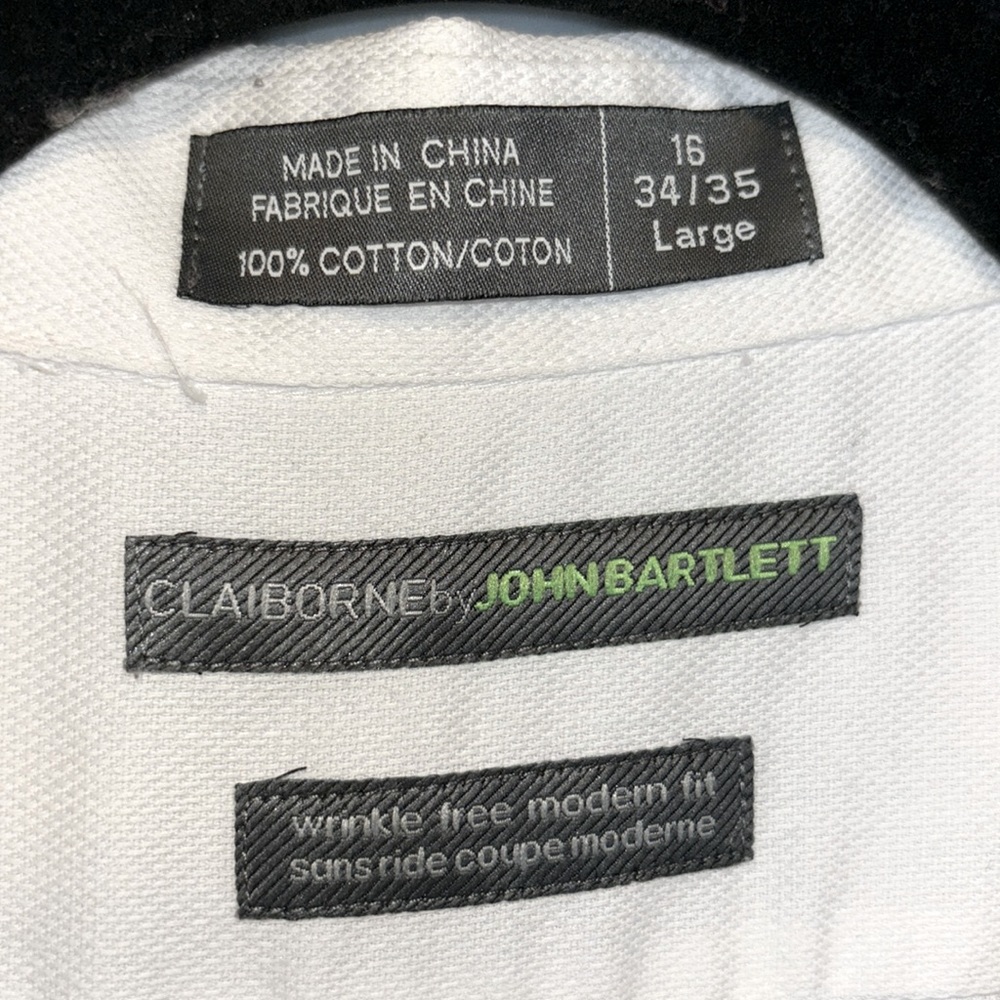 MADE IN CHINA
FABRIQUE EN CHINE
100% COTTON/COTON
16
34/35
Large
CLAIBORNEbyJOHNBARTLETT
wrinkle free modern fit
sans ride coupe moderne